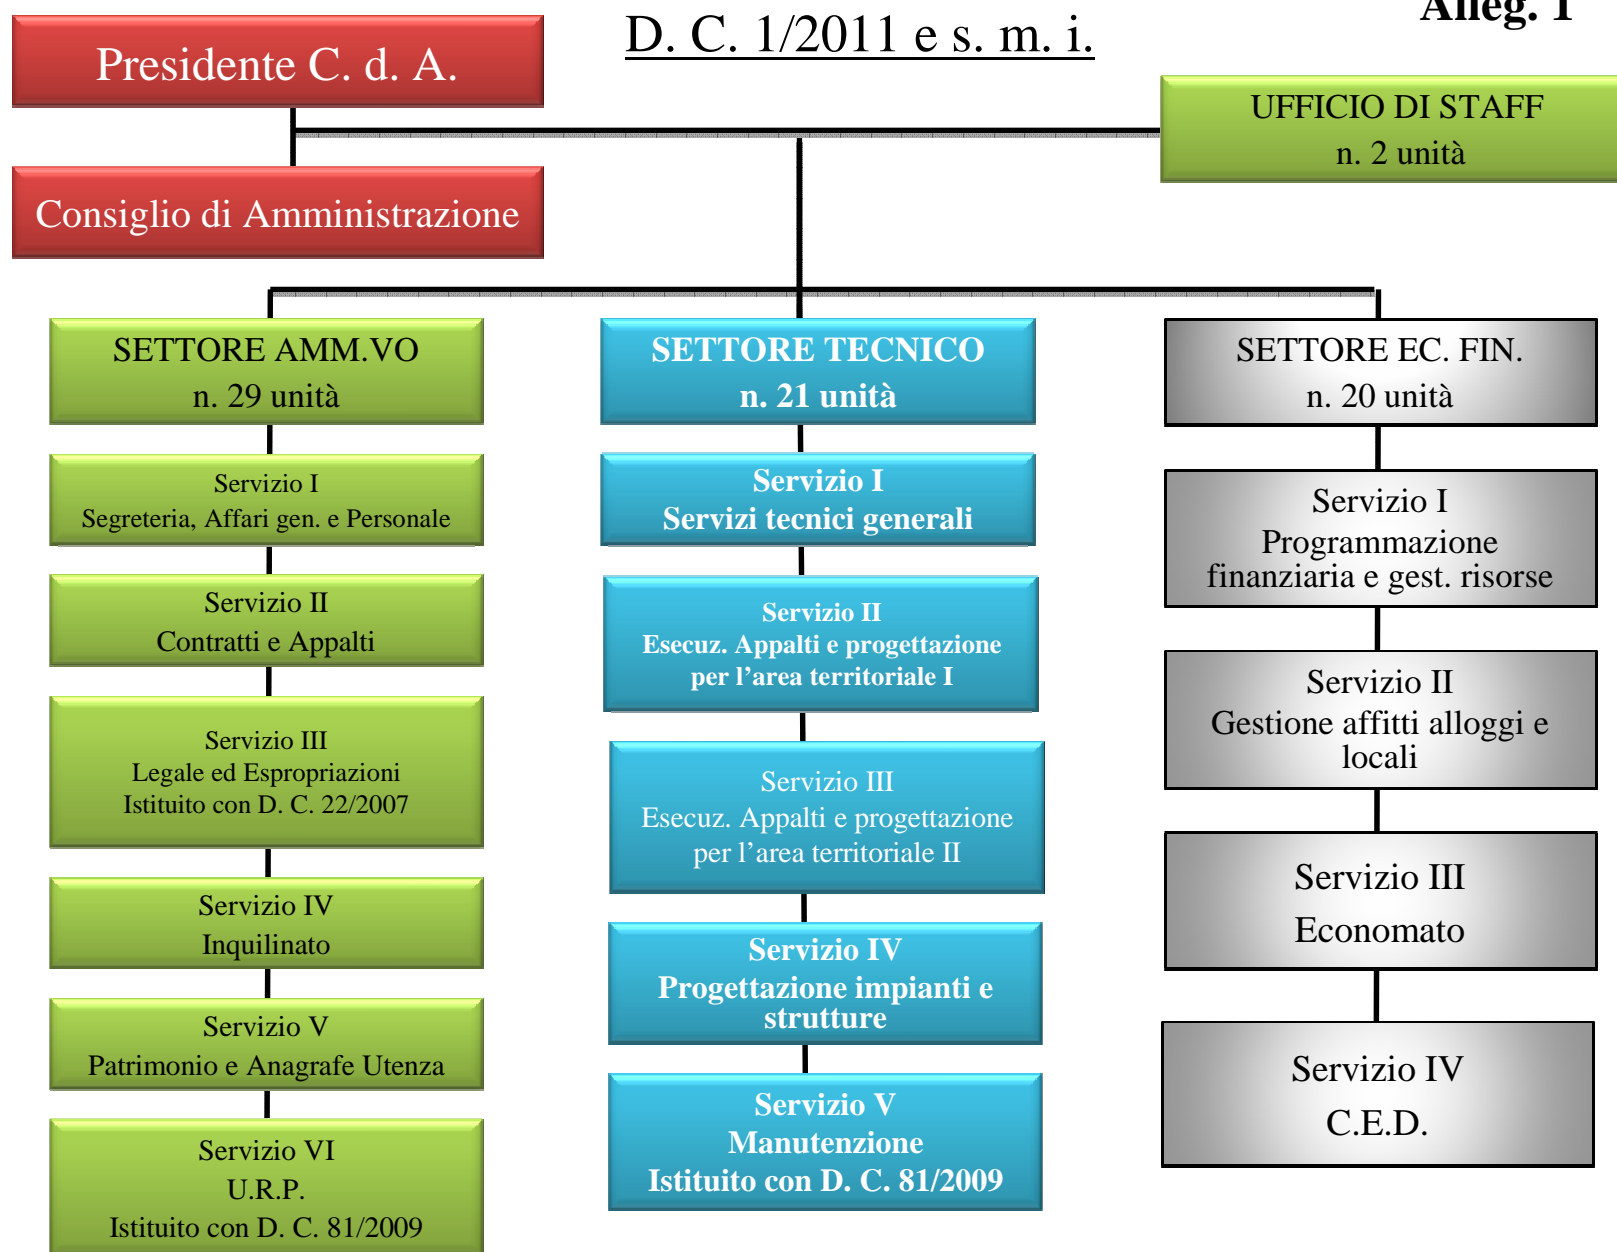 Alleg. 1
D. C. 1/2011 e s. m. i.
Presidente C. d. A.
UFFICIO DI STAFF
n. 2 unità
Consiglio di Amministrazione
SETTORE AMM.VO
n. 29 unità
Servizio I
Segreteria, Affari gen. e Personale
Servizio II
Contratti e Appalti
Servizio III
Legale ed Espropriazioni
Istituito con D. C. 22/2007
Servizio IV
Inquilinato
Servizio V
Patrimonio e Anagrafe Utenza
Servizio VI
U.R.P.
Istituito con D. C. 81/2009
SETTORE TECNICO
n. 21 unità
Servizio I
Servizi tecnici generali
Servizio II
Esecuz. Appalti e progettazione
per l’area territoriale I
Servizio III
Esecuz. Appalti e progettazione
per l’area territoriale II
Servizio IV
Progettazione impianti e
strutture
Servizio V
Manutenzione
Istituito con D. C. 81/2009
SETTORE EC. FIN.
n. 20 unità
Servizio I
Programmazione
finanziaria e gest. risorse
Servizio II
Gestione affitti alloggi e
locali
Servizio III
Economato
Servizio IV
C.E.D.